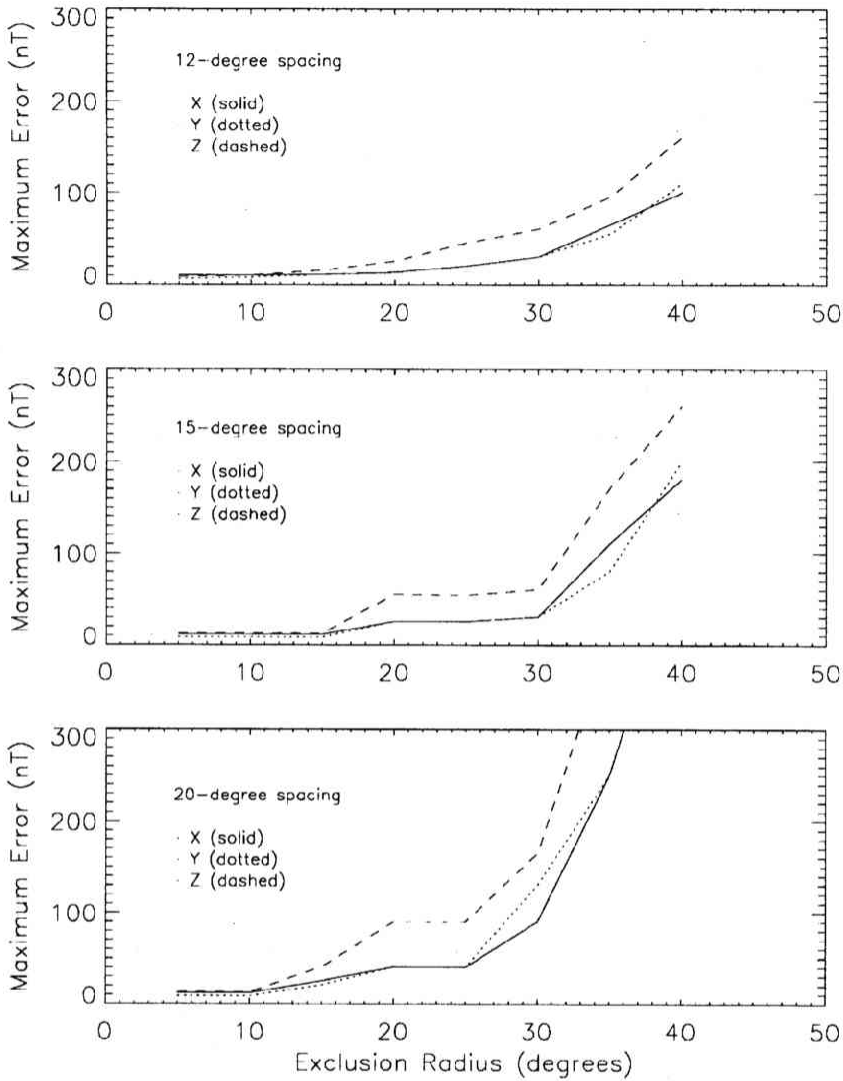 Maximum Error (nT)
300
200
100
0
12-degree spacing
X (solid)
Y (dotted)
Z (dashed)
0 10 20 30 40 50
Maximum Error (nT)
300
200
100
0
15-degree spacing
X (solid)
Y (dotted)
Z (dashed)
0 10 20 30 40 50
Maximum Error (nT)
300
200
100
0
20-degree spacing
X (solid)
Y (dotted)
Z (dashed)
0 10 20 30 40 50
Exclusion Radius (degrees)